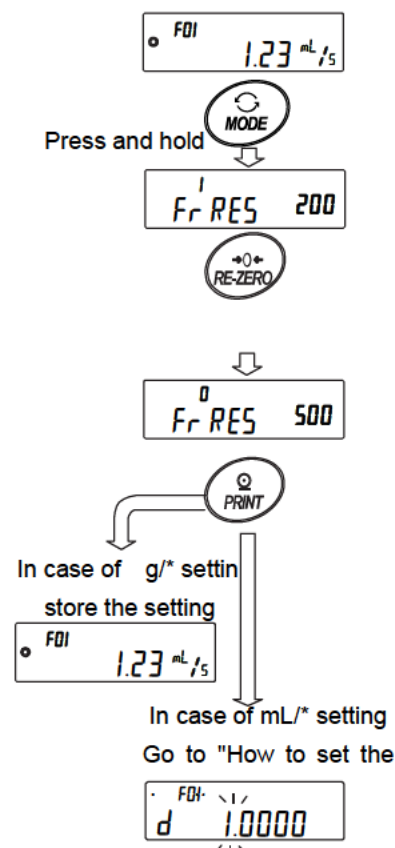 F01
1.23 mL/s
MODE
Press and hold
1
Fr RES 200
→0←
RE-ZERO
0
Fr RES 500
PRINT
In case of g/* settin
store the setting
F01
1.23 mL/s
In case of mL/* setting
Go to "How to set the
F01
d 1.0000